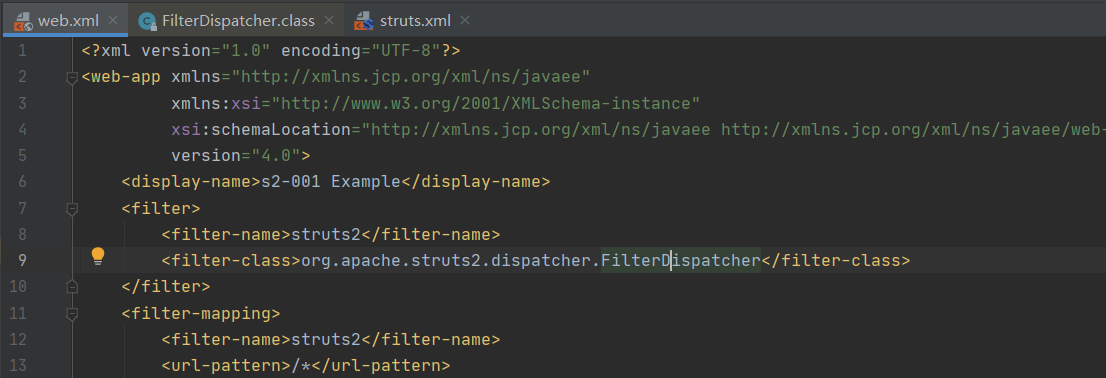 web.xml FilterDispatcher.class struts.xml
1 <?xml version="1.0" encoding="UTF-8"?>
2 <web-app xmlns="http://xmlns.jcp.org/xml/ns/javaee"
3 xmlns:xsi="http://www.w3.org/2001/XMLSchema-instance"
4 xsi:schemaLocation="http://xmlns.jcp.org/xml/ns/javaee http://xmlns.jcp.org/xml/ns/javaee/web-
5 version="4.0">
6 <display-name>s2-001 Example</display-name>
7 <filter>
8 <filter-name>struts2</filter-name>
9 <filter-class>org.apache.struts2.dispatcher.FilterDispatcher</filter-class>
10 </filter>
11 <filter-mapping>
12 <filter-name>struts2</filter-name>
13 <url-pattern>/*</url-pattern>